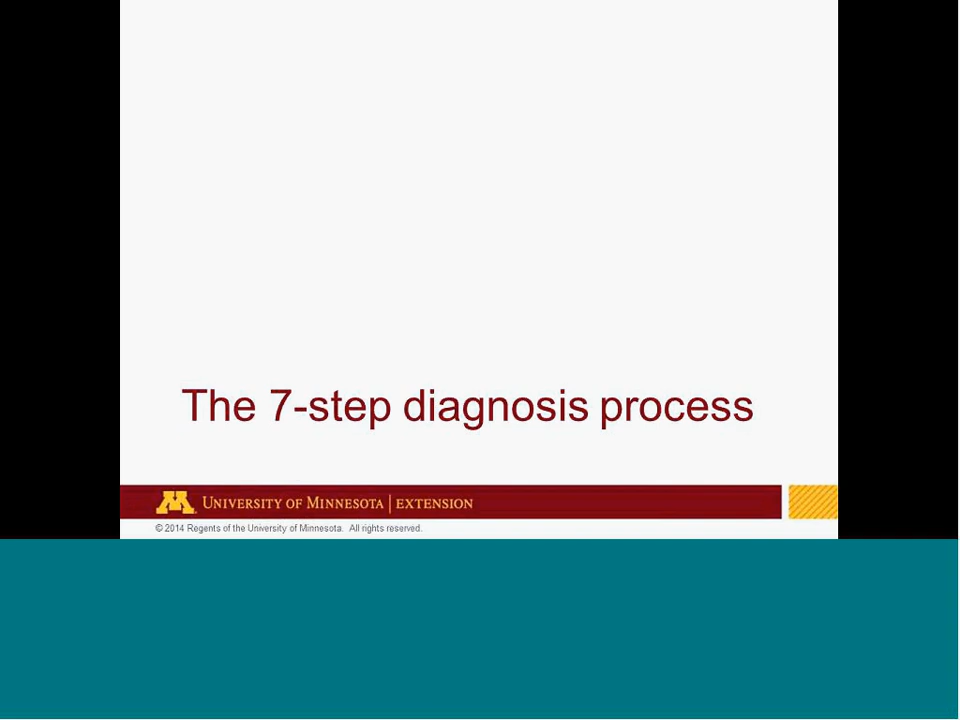 The 7-step diagnosis process
M UNIVERSITY OF MINNESOTA | EXTENSION
© 2014 Regents of the University of Minnesota. All rights reserved.